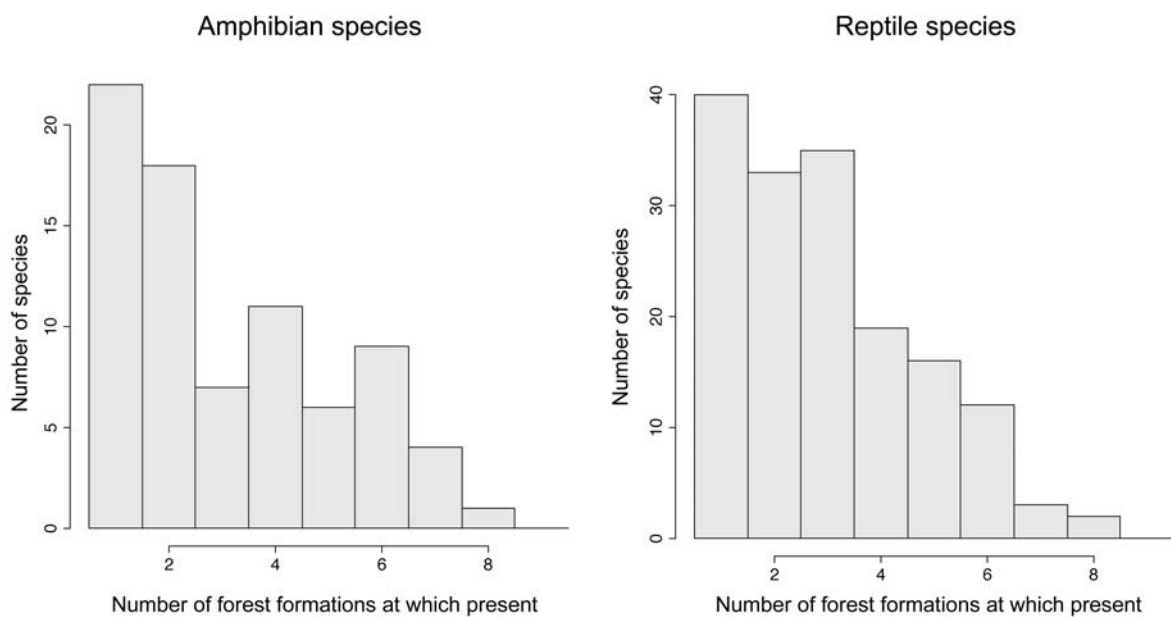 Amphibian species
Number of species
20
15
10
5
0
2 4 6 8
Number of forest formations at which present
Reptile species
Number of species
40
30
20
10
0
2 4 6 8
Number of forest formations at which present